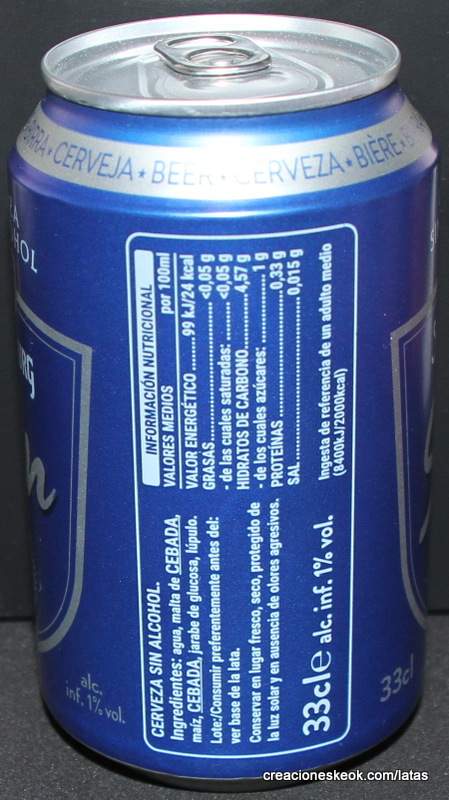 BIRRA ★ CERVEJA ★ BEER ★ CERVEZA ★ BIÈRE ★
HOL
RG
alc.
inf. 1% vol.
CERVEZA SIN ALCOHOL.
Ingredientes: agua, malta de CEBADA,
maíz, CEBADA, jarabe de glucosa, lúpulo.
Lote:/Consumir preferentemente antes del:
ver base de la lata.
Conservar en lugar fresco, seco, protegido de
la luz solar y en ausencia de olores agresivos.
33cl e alc. inf. 1% vol.
INFORMACIÓN NUTRICIONAL
VALORES MEDIOS por 100ml
VALOR ENERGÉTICO ........ 99 kJ/24 kcal
GRASAS ........ <0,05 g
- de las cuales saturadas: ........ <0,05 g
HIDRATOS DE CARBONO ........ 4,57 g
- de los cuales azúcares: ........ 1 g
PROTEÍNAS ........ 0,33 g
SAL ........ 0,015 g
Ingesta de referencia de un adulto medio
(8400kJ/2000kcal)
33cl
creacioneskeok.com/latas